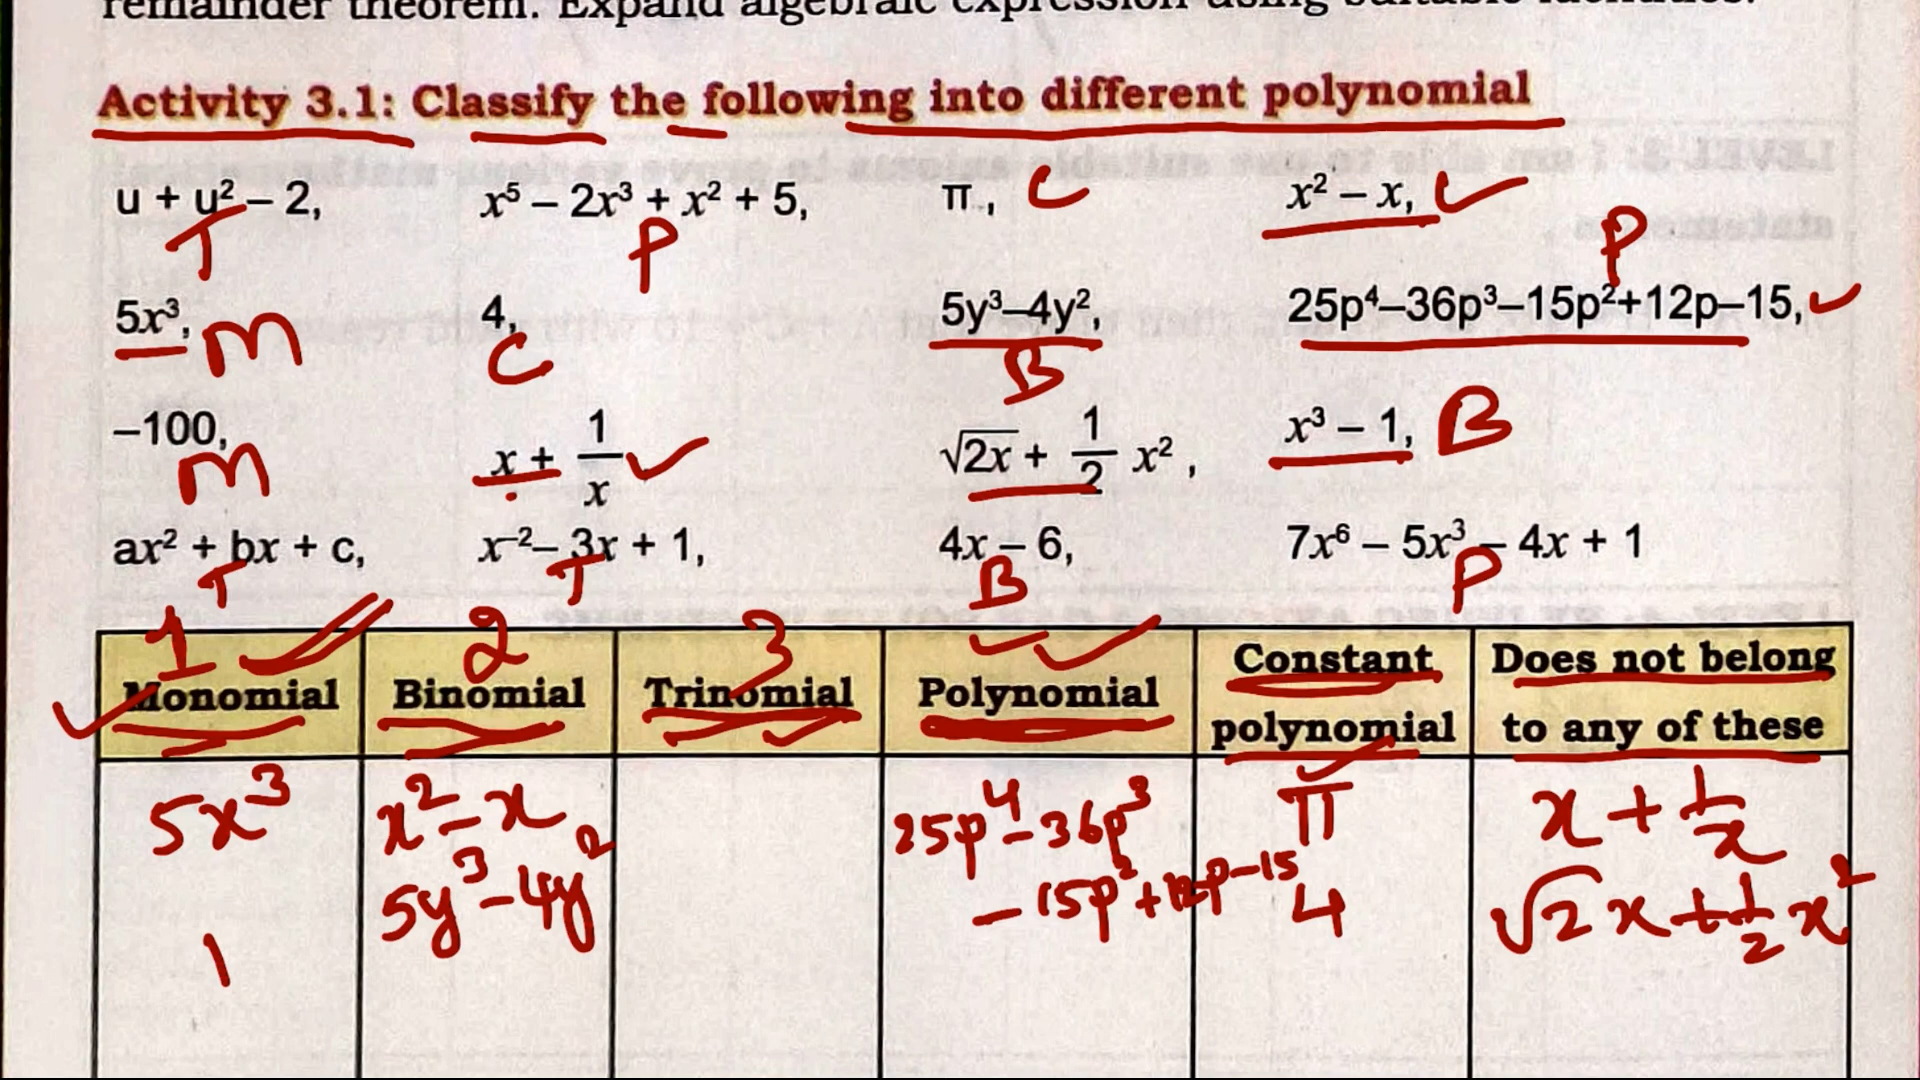 remainder theorem. Expand algebraic expression using suitable identities.
Activity 3.1: Classify the following into different polynomial
u + u² – 2, x⁵ – 2x³ + x² + 5, π , C x² – x,
T P P
5x³, M 4, 5y³–4y², 25p⁴–36p³–15p²+12p–15,
C B
–100, x + 1/x √2x + 1/2 x² , x³ – 1, B
M
ax² + bx + c, x⁻²– 3x + 1, 4x – 6, 7x⁶ – 5x³ – 4x + 1
T T B P
1 2 3
Monomial Binomial Trinomial Polynomial Constant polynomial Does not belong to any of these
5x³ x² – x 25p⁴ – 36p³ π x + 1/x
5y³ – 4y² – 15p² + 12p – 15 4 √2x + 1/2 x²
1